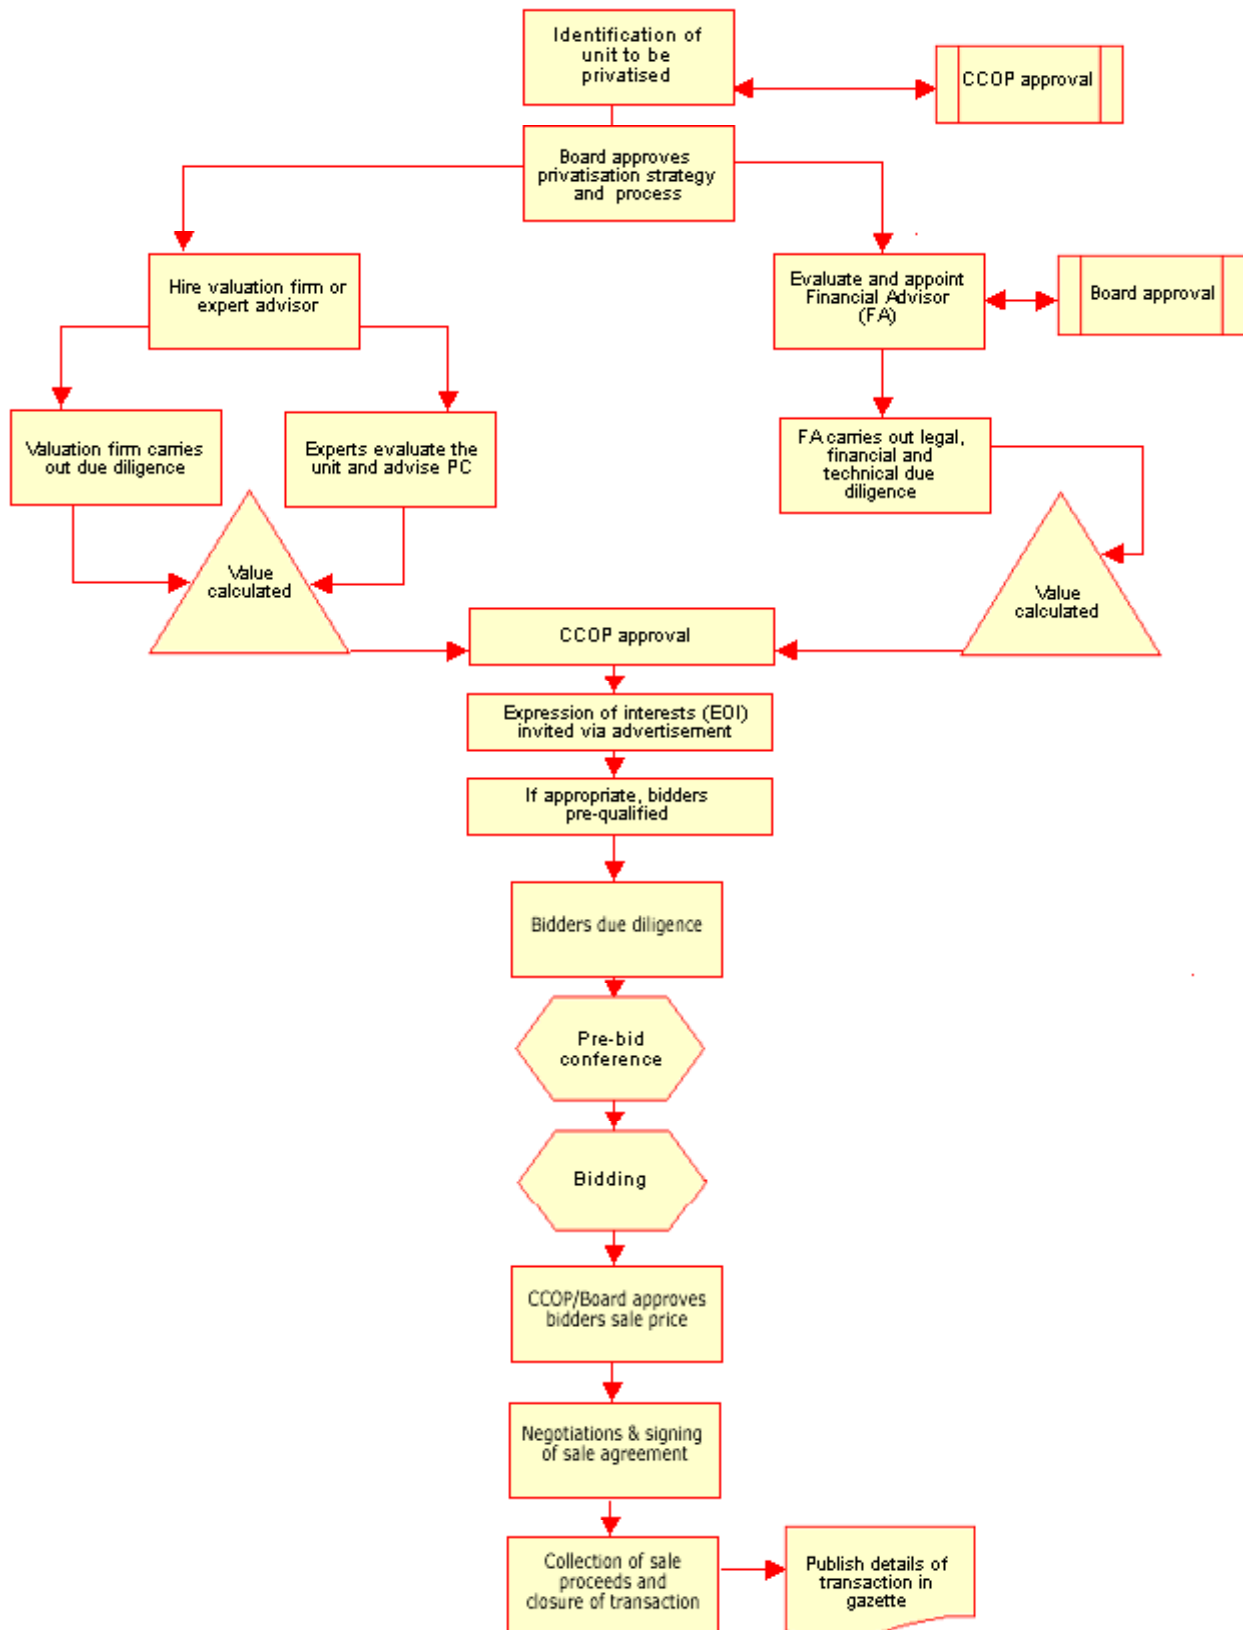 Identification of
unit to be
privatised
CCOP approval
Board approves
privatisation strategy
and process
Hire valuation firm or
expert advisor
Evaluate and appoint
Financial Advisor
(FA)
Board approval
Valuation firm carries
out due diligence
Experts evaluate the
unit and advise PC
FA carries out legal,
financial and
technical due
diligence
Value
calculated
Value
calculated
CCOP approval
Expression of interests (EOI)
invited via advertisement
If appropriate, bidders
pre-qualified
Bidders due diligence
Pre-bid
conference
Bidding
CCOP/Board approves
bidders sale price
Negotiations & signing
of sale agreement
Collection of sale
proceeds and
closure of transaction
Publish details of
transaction in
gazette